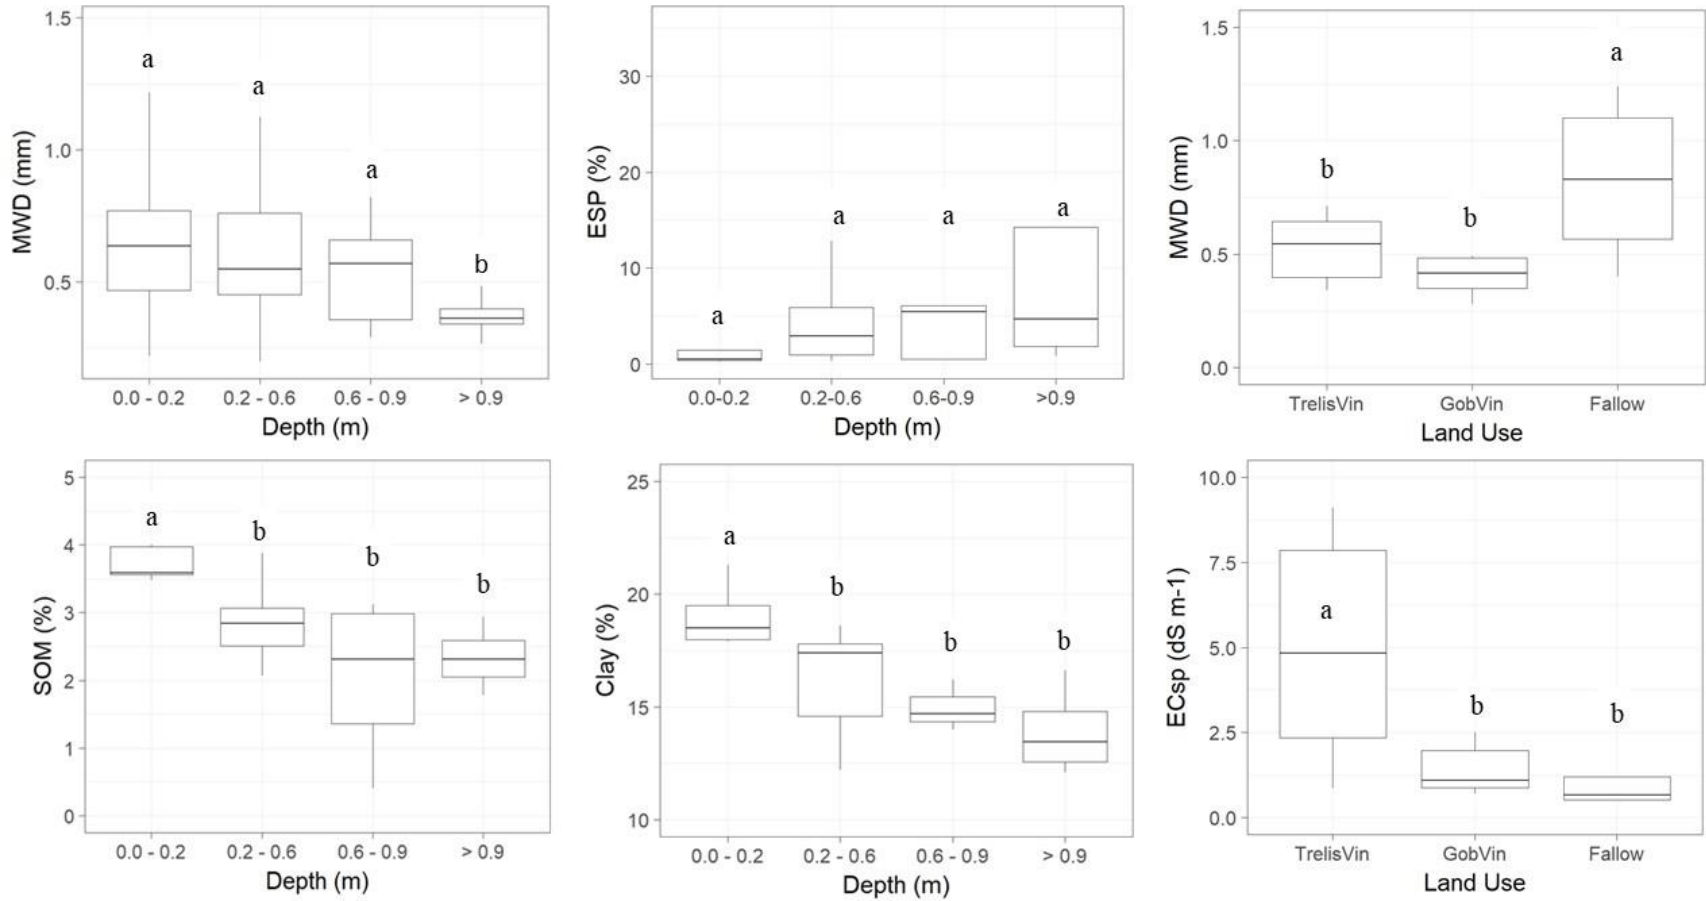 MWD (mm)
1.5
1.0
0.5
a
a
a
b
0.0 - 0.2
0.2 - 0.6
0.6 - 0.9
> 0.9
Depth (m)
ESP (%)
30
20
10
0
a
a
a
a
0.0-0.2
0.2-0.6
0.6-0.9
>0.9
Depth (m)
MWD (mm)
1.5
1.0
0.5
0.0
b
b
a
TrelisVin
GobVin
Fallow
Land Use
SOM (%)
5
4
3
2
1
0
a
b
b
b
0.0 - 0.2
0.2 - 0.6
0.6 - 0.9
> 0.9
Depth (m)
Clay (%)
25
20
15
10
a
b
b
b
0.0 - 0.2
0.2 - 0.6
0.6 - 0.9
> 0.9
Depth (m)
ECsp (dS m-1)
10.0
7.5
5.0
2.5
0.0
a
b
b
TrelisVin
GobVin
Fallow
Land Use